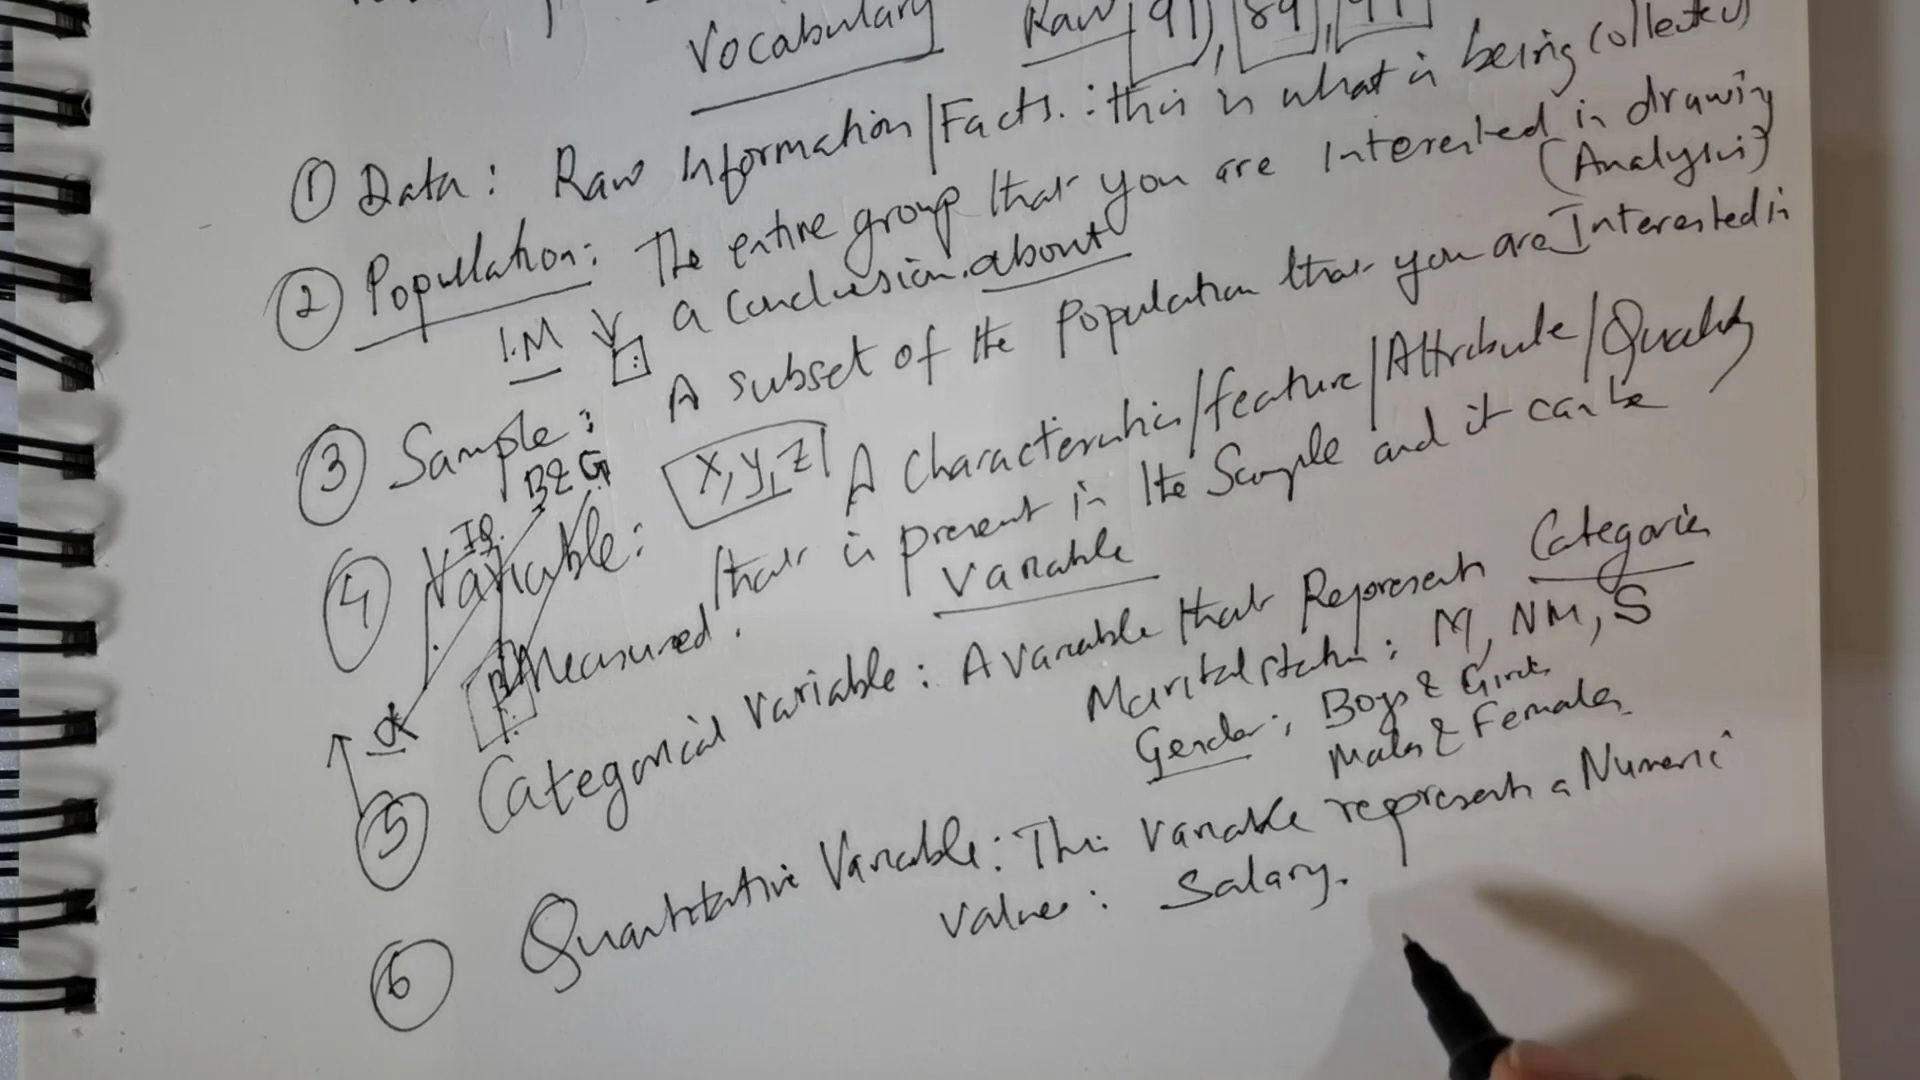 Vocabulary Raw 91, 89,
① Data: Raw Information/Facts.: this is what is being collected
② Population: The entire group that you are Interested in drawing
a conclusion about (Analysis)
1.M
③ Sample: A subset of the Population that you are Interested in
B & G
IQ.
④ Variable: X, y, z A Characteristics/feature/Attribute/Quality
that is present in the Sample and it can be
Measured. Variable
⑤ Categorical Variable: A variable that Represents Categories
Marital status: M, NM, S
Gender: Boys & Girls
Males & Females
⑥ Quantitative Variable: This Variable represents a Numeric
Value: Salary.